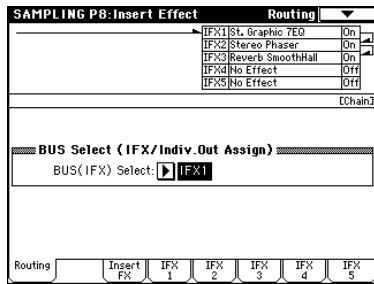 SAMPLING P8:Insert Effect Routing
IFX1 St. Graphic 7EQ On
IFX2 Stereo Phaser On
IFX3 Reverb SmoothHall On
IFX4 No Effect Off
IFX5 No Effect Off
[Chain]
BUS Select (IFX/Indiv.Out Assign)
BUS(IFX) Select: IFX1
Routing Insert FX IFX 1 IFX 2 IFX 3 IFX 4 IFX 5